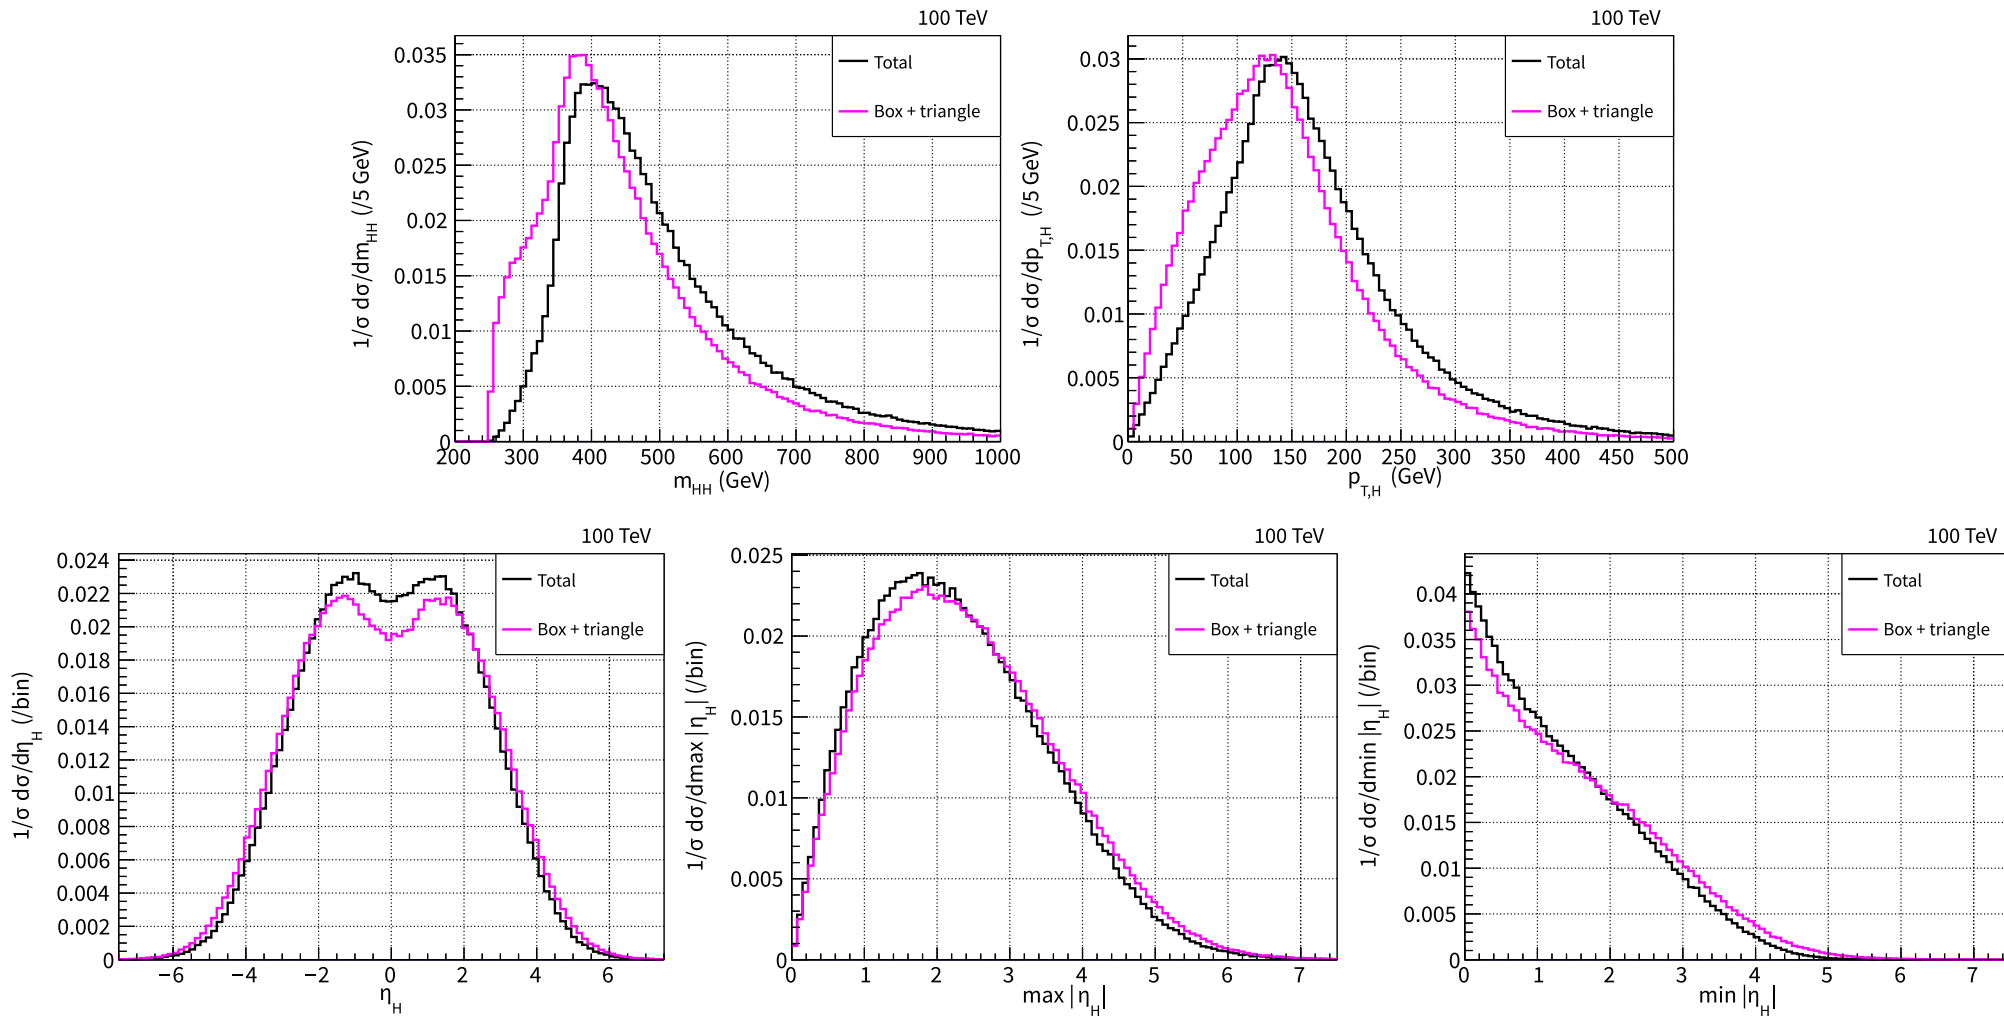 100 TeV
Total
Box + triangle
1/σ dσ/dm_HH (/5 GeV)
0.035
0.03
0.025
0.02
0.015
0.01
0.005
0
200 300 400 500 600 700 800 900 1000
m_HH (GeV)
100 TeV
Total
Box + triangle
1/σ dσ/dp_T,H (/5 GeV)
0.03
0.025
0.02
0.015
0.01
0.005
0
0 50 100 150 200 250 300 350 400 450 500
p_T,H (GeV)
100 TeV
Total
Box + triangle
1/σ dσ/dη_H (/bin)
0.024
0.022
0.02
0.018
0.016
0.014
0.012
0.01
0.008
0.006
0.004
0.002
0
−6 −4 −2 0 2 4 6
η_H
100 TeV
Total
Box + triangle
1/σ dσ/dmax |η_H| (/bin)
0.025
0.02
0.015
0.01
0.005
0
0 1 2 3 4 5 6 7
max |η_H|
100 TeV
Total
Box + triangle
1/σ dσ/dmin |η_H| (/bin)
0.04
0.035
0.03
0.025
0.02
0.015
0.01
0.005
0
0 1 2 3 4 5 6 7
min |η_H|